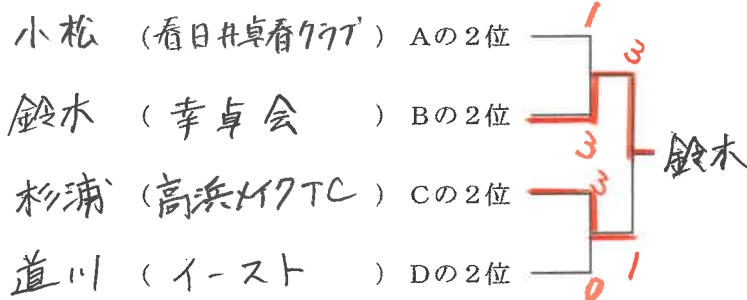 小松 (春日井卓春クラブ) Aの2位 1
3
鈴木 (幸卓会) Bの2位 3
鈴木
杉浦 (高浜メイクTC) Cの2位 3
道川 (イースト) Dの2位 0
1